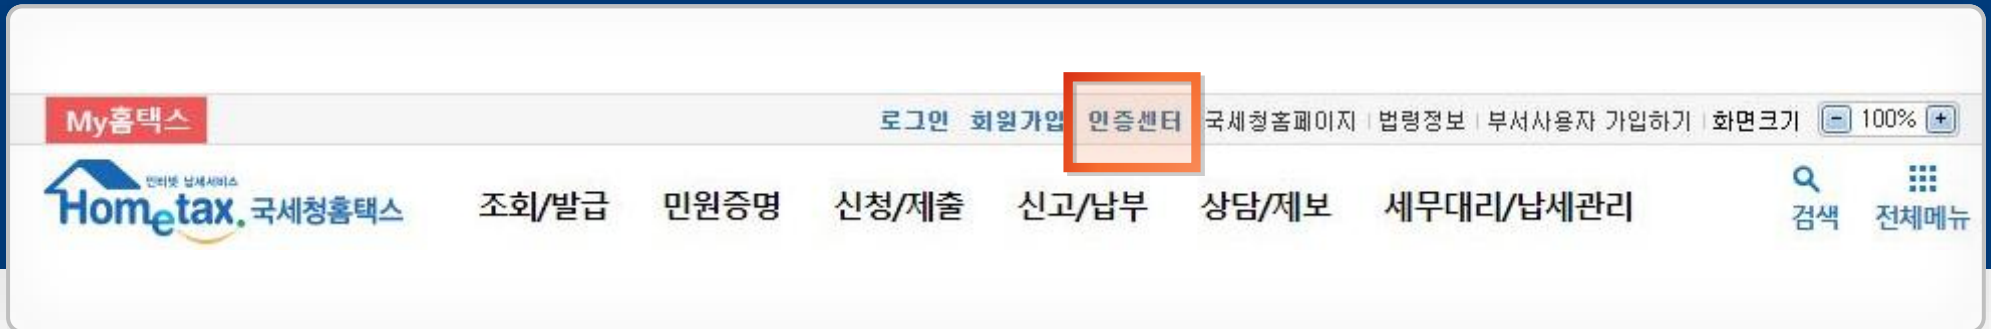 My홈택스 로그인 회원가입 인증센터 국세청홈페이지 법령정보 부서사용자 가입하기 화면크기 - 100% +
인터넷 납세서비스
Hometax. 국세청홈택스 조회/발급 민원증명 신청/제출 신고/납부 상담/제보 세무대리/납세관리 검색 전체메뉴